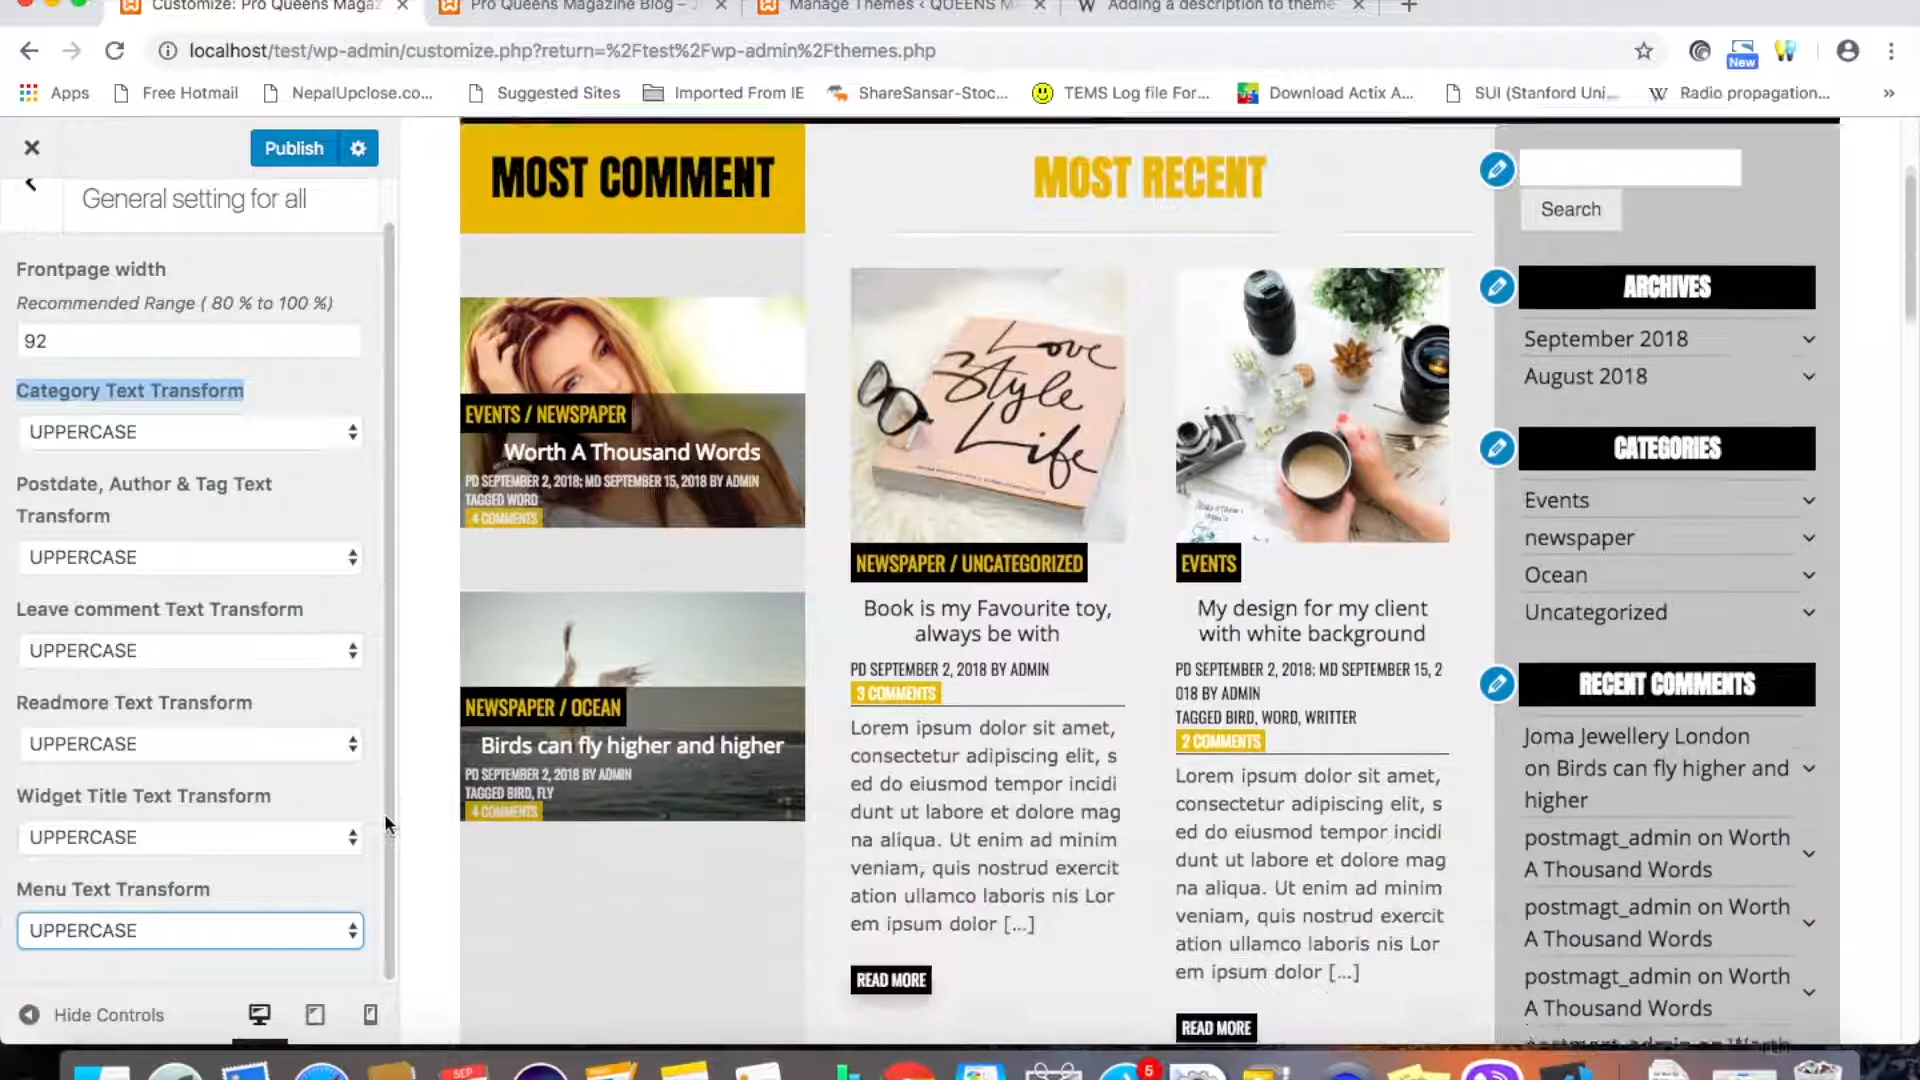 Customize: Pro Queens Magaz
Pro Queens Magazine Blog – J
Manage Themes ‹ QUEENS M
Adding a description to theme
localhost/test/wp-admin/customize.php?return=%2Ftest%2Fwp-admin%2Fthemes.php
New
Apps
Free Hotmail
NepalUpclose.co...
Suggested Sites
Imported From IE
ShareSansar-Stoc...
TEMS Log file For...
Download Actix A...
SUI (Stanford Uni...
Radio propagation...
»
Publish
General setting for all
Frontpage width
Recommended Range ( 80 % to 100 %)
92
Category Text Transform
UPPERCASE
Postdate, Author & Tag Text
Transform
UPPERCASE
Leave comment Text Transform
UPPERCASE
Readmore Text Transform
UPPERCASE
Widget Title Text Transform
UPPERCASE
Menu Text Transform
UPPERCASE
Hide Controls
MOST COMMENT
EVENTS / NEWSPAPER
Worth A Thousand Words
PD SEPTEMBER 2, 2018; MD SEPTEMBER 15, 2018 BY ADMIN
TAGGED WORD
4 COMMENTS
NEWSPAPER / OCEAN
Birds can fly higher and higher
PD SEPTEMBER 2, 2018 BY ADMIN
TAGGED BIRD, FLY
4 COMMENTS
MOST RECENT
Love
Style
Life
NEWSPAPER / UNCATEGORIZED
Book is my Favourite toy,
always be with
PD SEPTEMBER 2, 2018 BY ADMIN
3 COMMENTS
Lorem ipsum dolor sit amet,
consectetur adipiscing elit, s
ed do eiusmod tempor incidi
dunt ut labore et dolore mag
na aliqua. Ut enim ad minim
veniam, quis nostrud exercit
ation ullamco laboris nis Lor
em ipsum dolor [...]
READ MORE
EVENTS
My design for my client
with white background
PD SEPTEMBER 2, 2018; MD SEPTEMBER 15, 2
018 BY ADMIN
TAGGED BIRD, WORD, WRITTER
2 COMMENTS
Lorem ipsum dolor sit amet,
consectetur adipiscing elit, s
ed do eiusmod tempor incidi
dunt ut labore et dolore mag
na aliqua. Ut enim ad minim
veniam, quis nostrud exercit
ation ullamco laboris nis Lor
em ipsum dolor [...]
READ MORE
Search
ARCHIVES
September 2018
August 2018
CATEGORIES
Events
newspaper
Ocean
Uncategorized
RECENT COMMENTS
Joma Jewellery London
on Birds can fly higher and
higher
postmagt_admin on Worth
A Thousand Words
postmagt_admin on Worth
A Thousand Words
postmagt_admin on Worth
A Thousand Words
SEP
5